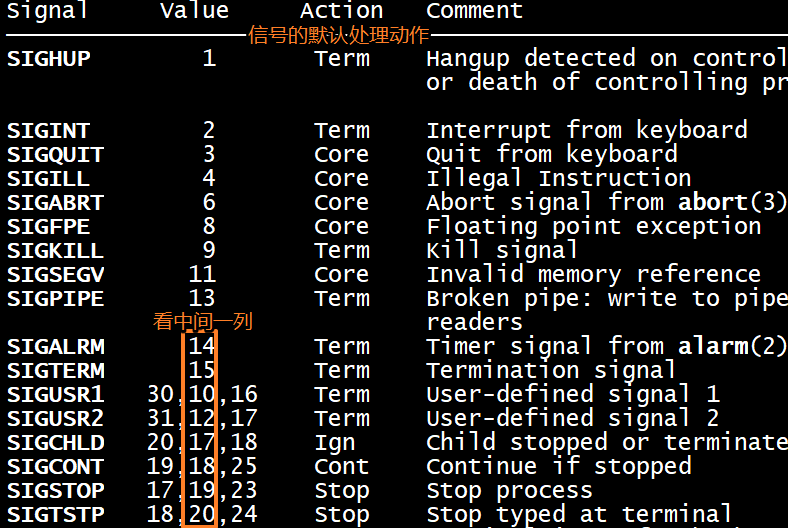 Signal Value Action Comment
信号的默认处理动作
SIGHUP 1 Term Hangup detected on control
or death of controlling pr
SIGINT 2 Term Interrupt from keyboard
SIGQUIT 3 Core Quit from keyboard
SIGILL 4 Core Illegal Instruction
SIGABRT 6 Core Abort signal from abort(3)
SIGFPE 8 Core Floating point exception
SIGKILL 9 Term Kill signal
SIGSEGV 11 Core Invalid memory reference
SIGPIPE 13 Term Broken pipe: write to pipe
看中间一列
readers
SIGALRM 14 Term Timer signal from alarm(2)
SIGTERM 15 Term Termination signal
SIGUSR1 30,10,16 Term User-defined signal 1
SIGUSR2 31,12,17 Term User-defined signal 2
SIGCHLD 20,17,18 Ign Child stopped or terminate
SIGCONT 19,18,25 Cont Continue if stopped
SIGSTOP 17,19,23 Stop Stop process
SIGTSTP 18,20,24 Stop Stop typed at terminal